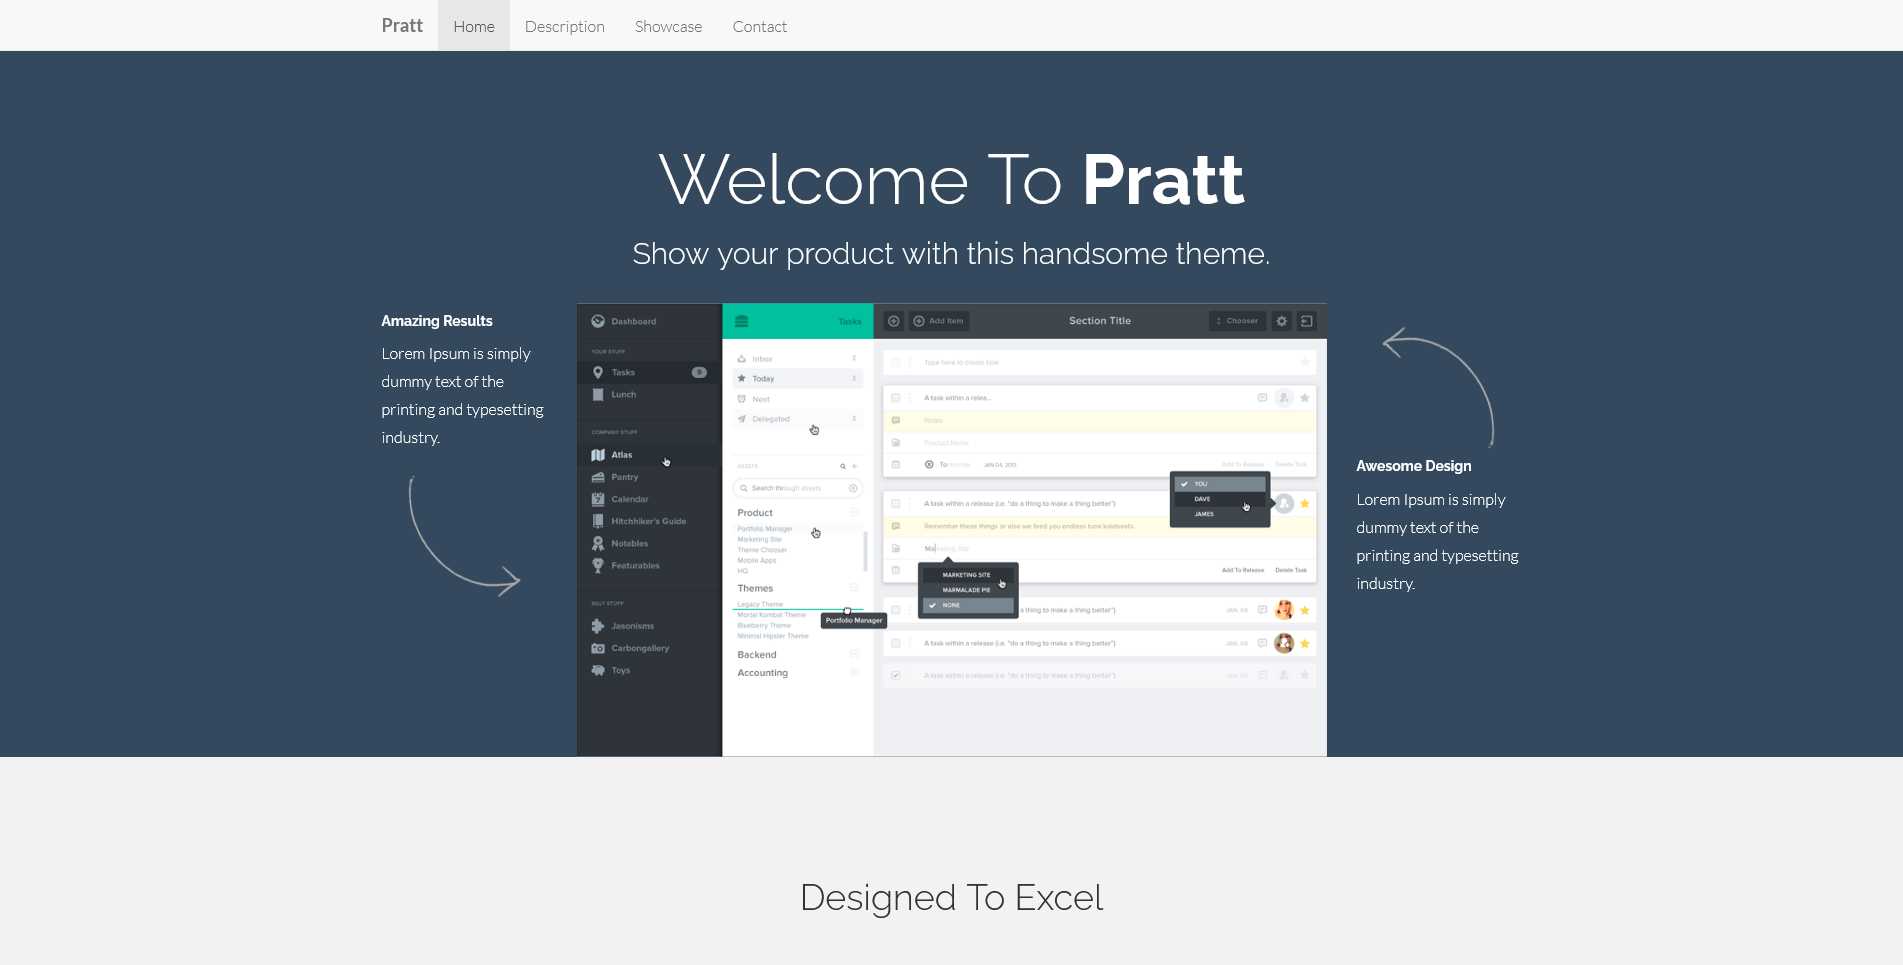 Pratt Home Description Showcase Contact
Welcome To Pratt
Show your product with this handsome theme.
Amazing Results
Lorem Ipsum is simply
dummy text of the
printing and typesetting
industry.
Dashboard
YOUR STUFF
Tasks 9
Lunch
COMPANY STUFF
Atlas
Pantry
Calendar
Hitchhiker's Guide
Notables
Featurables
SILLY STUFF
Jasonisms
Carbongallery
Toys
Tasks
Inbox 3
Today 3
Next
Delegated 3
ASSETS
Search through assets
Product
Portfolio Manager
Marketing Site
Theme Chooser
Mobile Apps
HQ
Themes
Legacy Theme
Mortal Kombat Theme
Blueberry Theme
Minimal Hipster Theme
Portfolio Manager
Backend
Accounting
Add Item Section Title Chooser
Type here to create task
A task within a relea...
Notes
Product Name
Tomorrow JAN 04, 2013 Add To Release Delete Task
A task within a release (i.e. "do a thing to make a thing better")
YOU
DAVE
JAMES
Remember these things or else we feed you endless tuna kalebeets.
Marketing Site
Add To Release Delete Task
MARKETING SITE
MARMALADE PIE
NONE
do a thing to make a thing better") JAN 04
A task within a release (i.e. "do a thing to make a thing better") JAN 04
A task within a release (i.e. "do a thing to make a thing better") JAN 04
Awesome Design
Lorem Ipsum is simply
dummy text of the
printing and typesetting
industry.
Designed To Excel